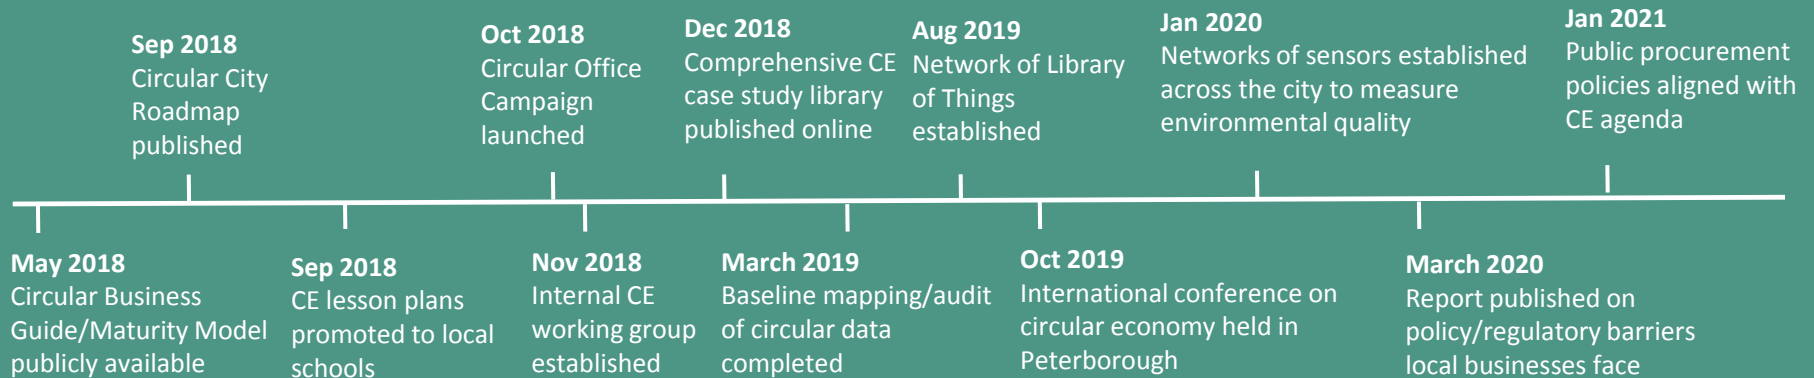 Sep 2018
Circular City
Roadmap
published
Oct 2018
Circular Office
Campaign
launched
Dec 2018
Comprehensive CE
case study library
published online
Aug 2019
Network of Library
of Things
established
Jan 2020
Networks of sensors established
across the city to measure
environmental quality
Jan 2021
Public procurement
policies aligned with
CE agenda
May 2018
Circular Business
Guide/Maturity Model
publicly available
Sep 2018
CE lesson plans
promoted to local
schools
Nov 2018
Internal CE
working group
established
March 2019
Baseline mapping/audit
of circular data
completed
Oct 2019
International conference on
circular economy held in
Peterborough
March 2020
Report published on
policy/regulatory barriers
local businesses face